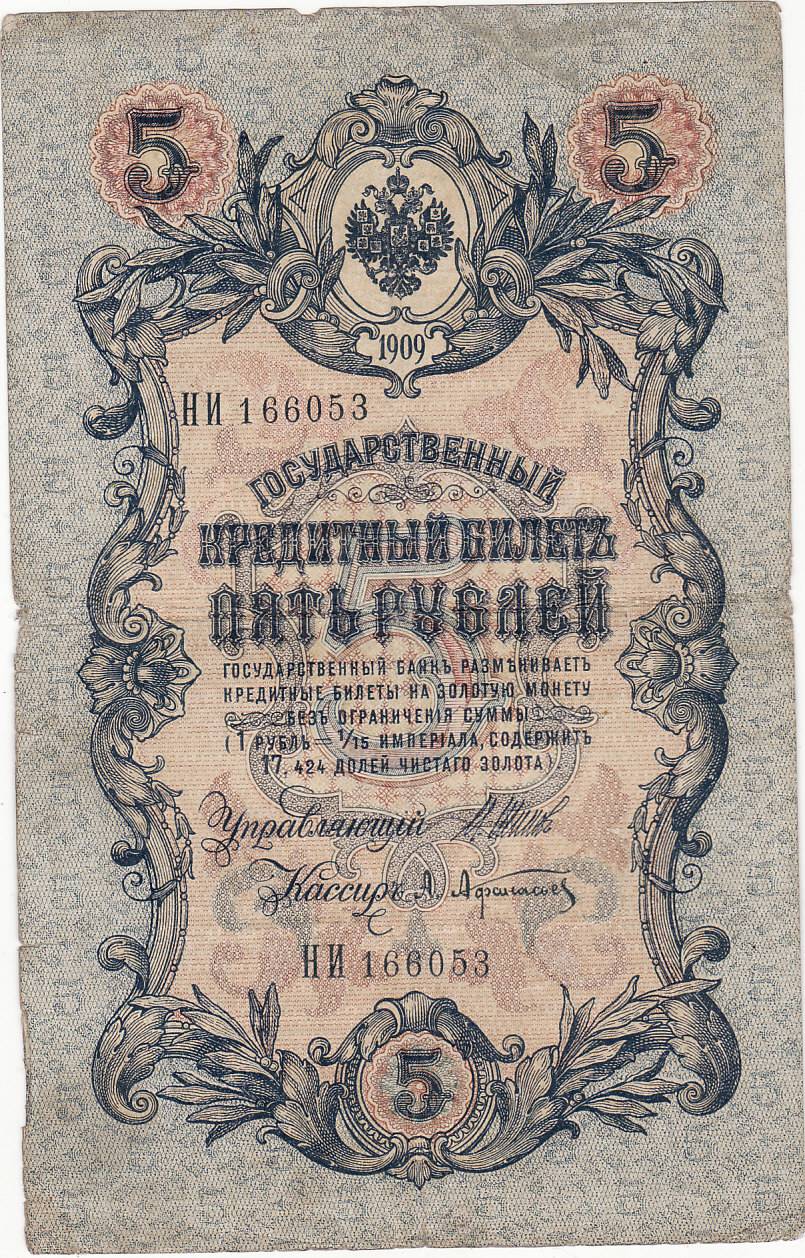 5 5
1909
НИ 166053
ГОСУДАРСТВЕННЫЙ
КРЕДИТНЫЙ БИЛЕТЪ
ПЯТЬ РУБЛЕЙ
ГОСУДАРСТВЕННЫЙ БАНКЪ РАЗМѢНИВАЕТЪ
КРЕДИТНЫЕ БИЛЕТЫ НА ЗОЛОТУЮ МОНЕТУ
БЕЗЪ ОГРАНИЧЕНІЯ СУММЫ
(1 РУБЛЬ = 1/15 ИМПЕРІАЛА, СОДЕРЖИТЪ
17,424 ДОЛЕЙ ЧИСТАГО ЗОЛОТА)
Управляющій
Кассиръ А. Афанасьев
НИ 166053
5